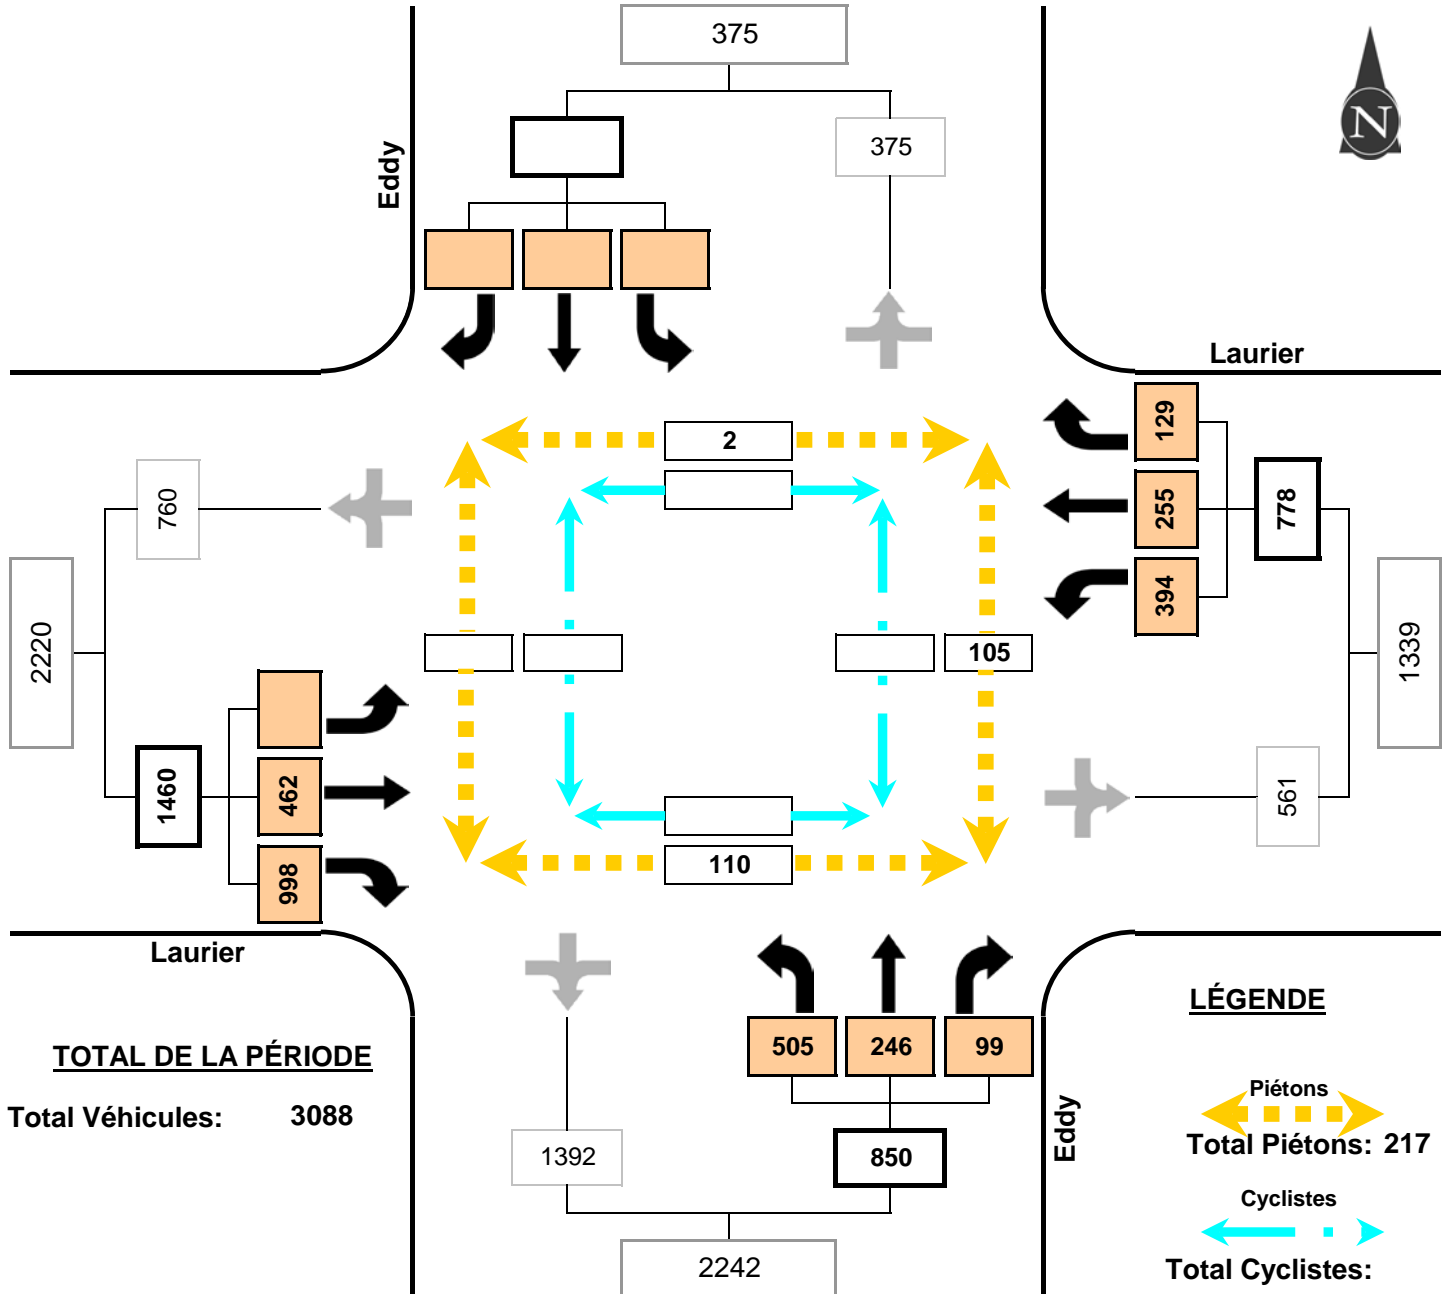 375
375
N
Eddy
Laurier
129
255
394
778
1339
2
105
110
760
2220
1460
462
998
561
Laurier
505
246
99
850
1392
2242
Eddy
TOTAL DE LA PÉRIODE
Total Véhicules: 3088
LÉGENDE
Piétons
Total Piétons: 217
Cyclistes
Total Cyclistes: